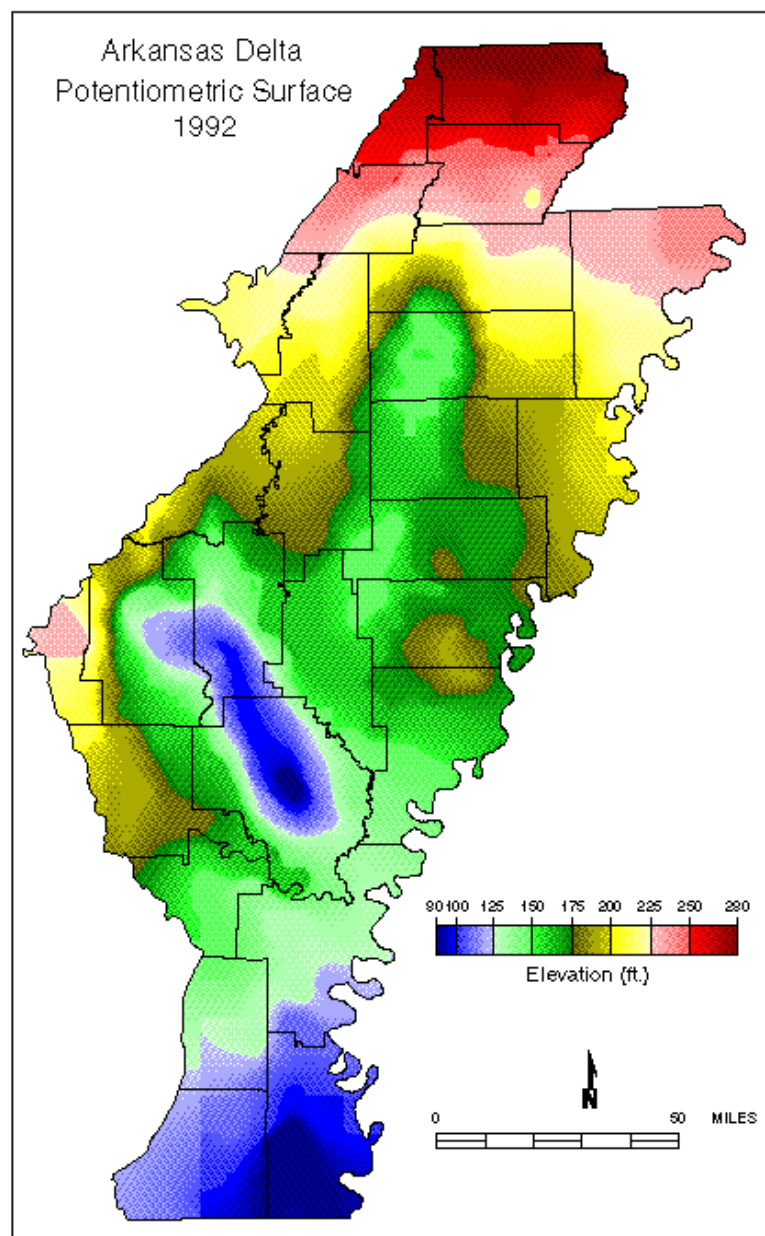 Arkansas Delta
Potentiometric Surface
1992
80 100 125 150 175 200 225 250 280
Elevation (ft.)
N
0 50 MILES